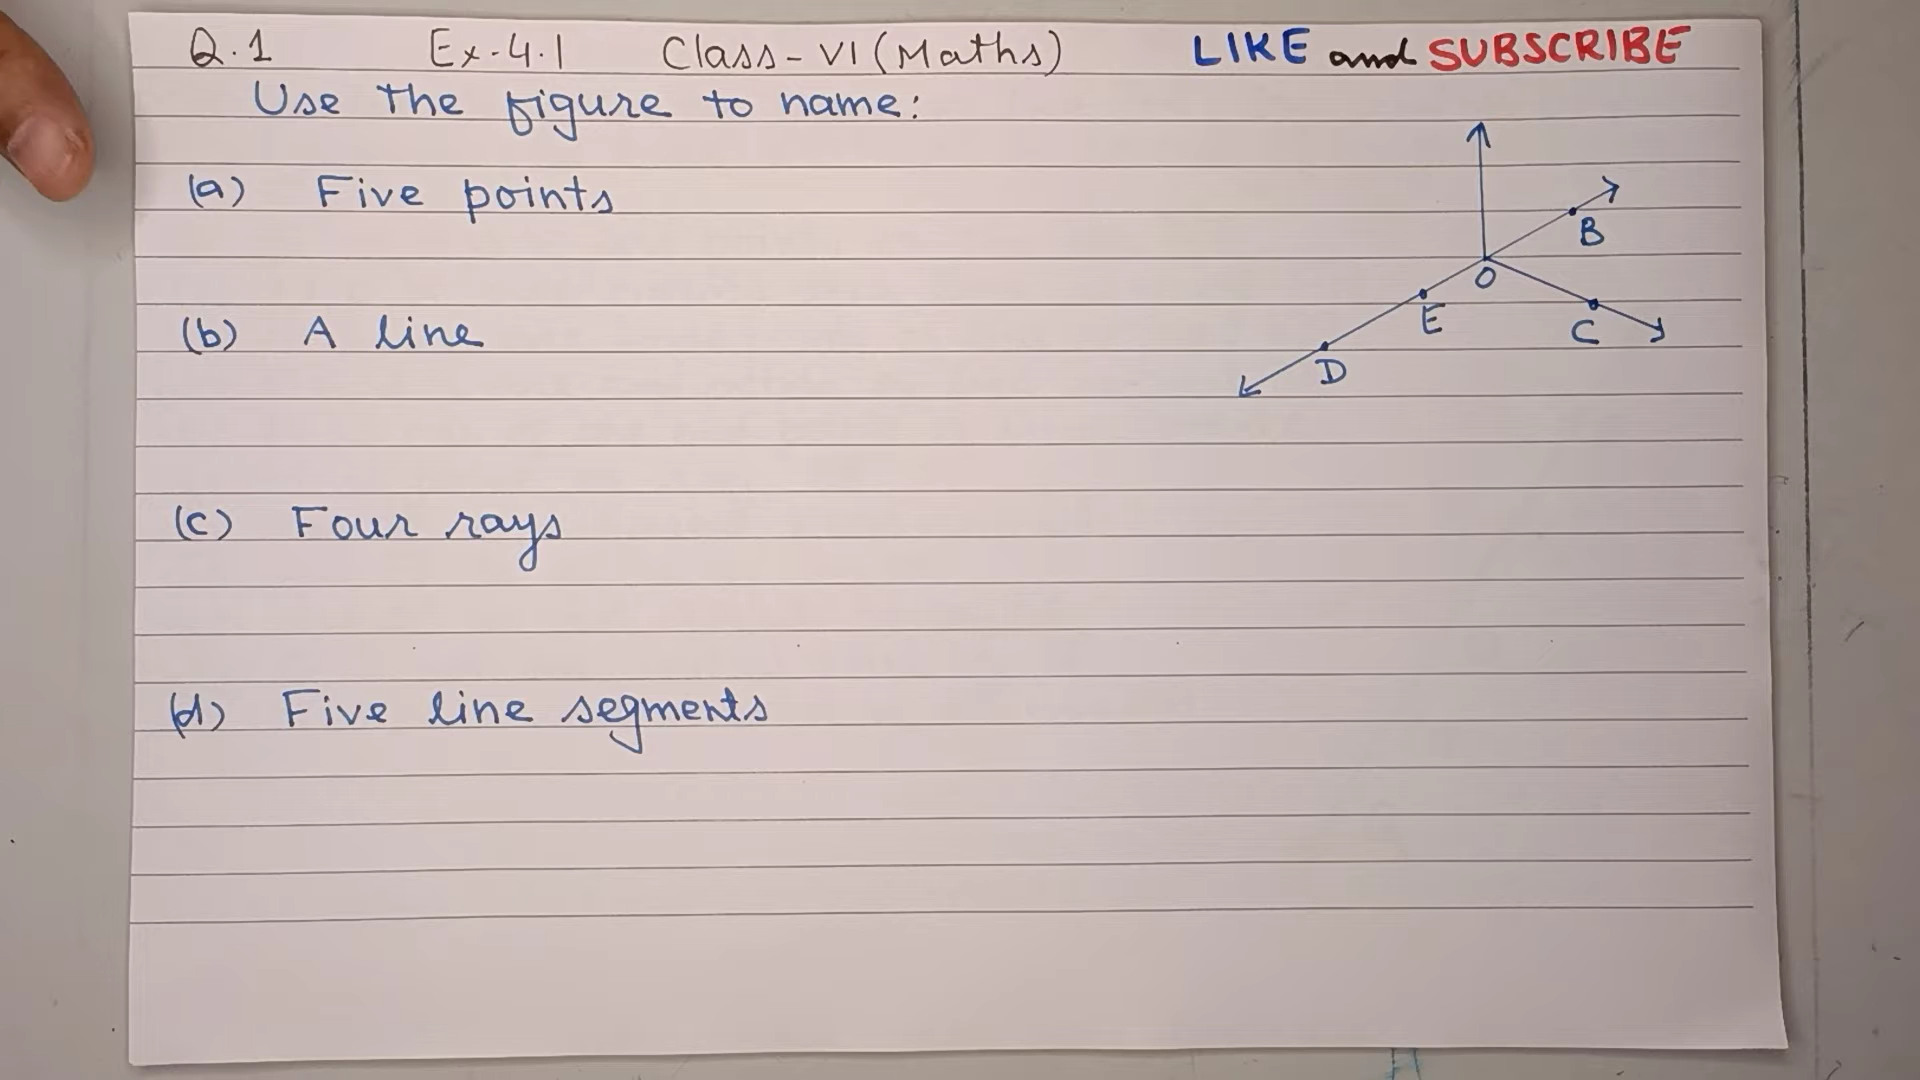 Q.1 Ex-4.1 Class-VI (Maths) LIKE and SUBSCRIBE
Use the figure to name:
(a) Five points
B
O
E
C
(b) A line
D
(c) Four rays
(d) Five line segments